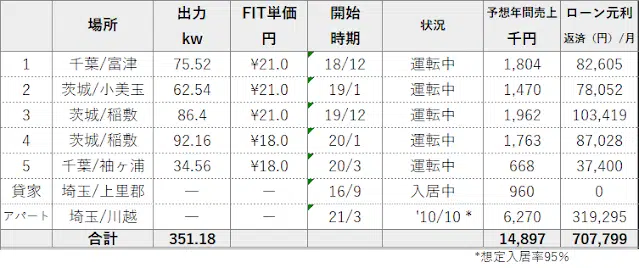 場所 出力 kw FIT単価 円 開始 時期 状況 予想年間売上 千円 ローン元利 返済（円）/月
1 千葉/富津 75.52 ¥21.0 18/12 運転中 1,804 82,605
2 茨城/小美玉 62.54 ¥21.0 19/1 運転中 1,470 78,052
3 茨城/稲敷 86.4 ¥21.0 19/12 運転中 1,962 103,419
4 茨城/稲敷 92.16 ¥18.0 20/1 運転中 1,763 87,028
5 千葉/袖ヶ浦 34.56 ¥18.0 20/3 運転中 668 37,400
貸家 埼玉/上里郡 ― ― 16/9 入居中 960 0
アパート 埼玉/川越 ― ― 21/3 '10/10 * 6,270 319,295
合計 351.18 14,897 707,799
*想定入居率95%